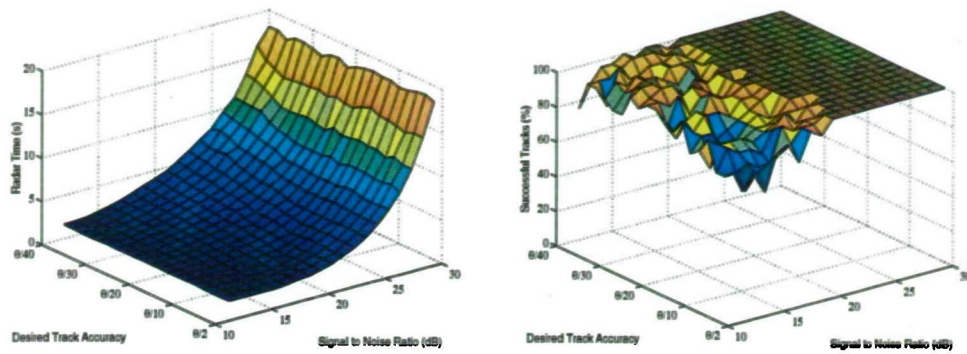 20
15
10
5
0
Radar Time (s)
θ/40
θ/30
θ/20
θ/10
θ/2
10
15
20
25
30
Desired Track Accuracy
Signal to Noise Ratio (dB)
100
80
60
40
20
0
Successful Tracks (%)
θ/40
θ/30
θ/20
θ/10
θ/2
10
15
20
25
30
Desired Track Accuracy
Signal to Noise Ratio (dB)